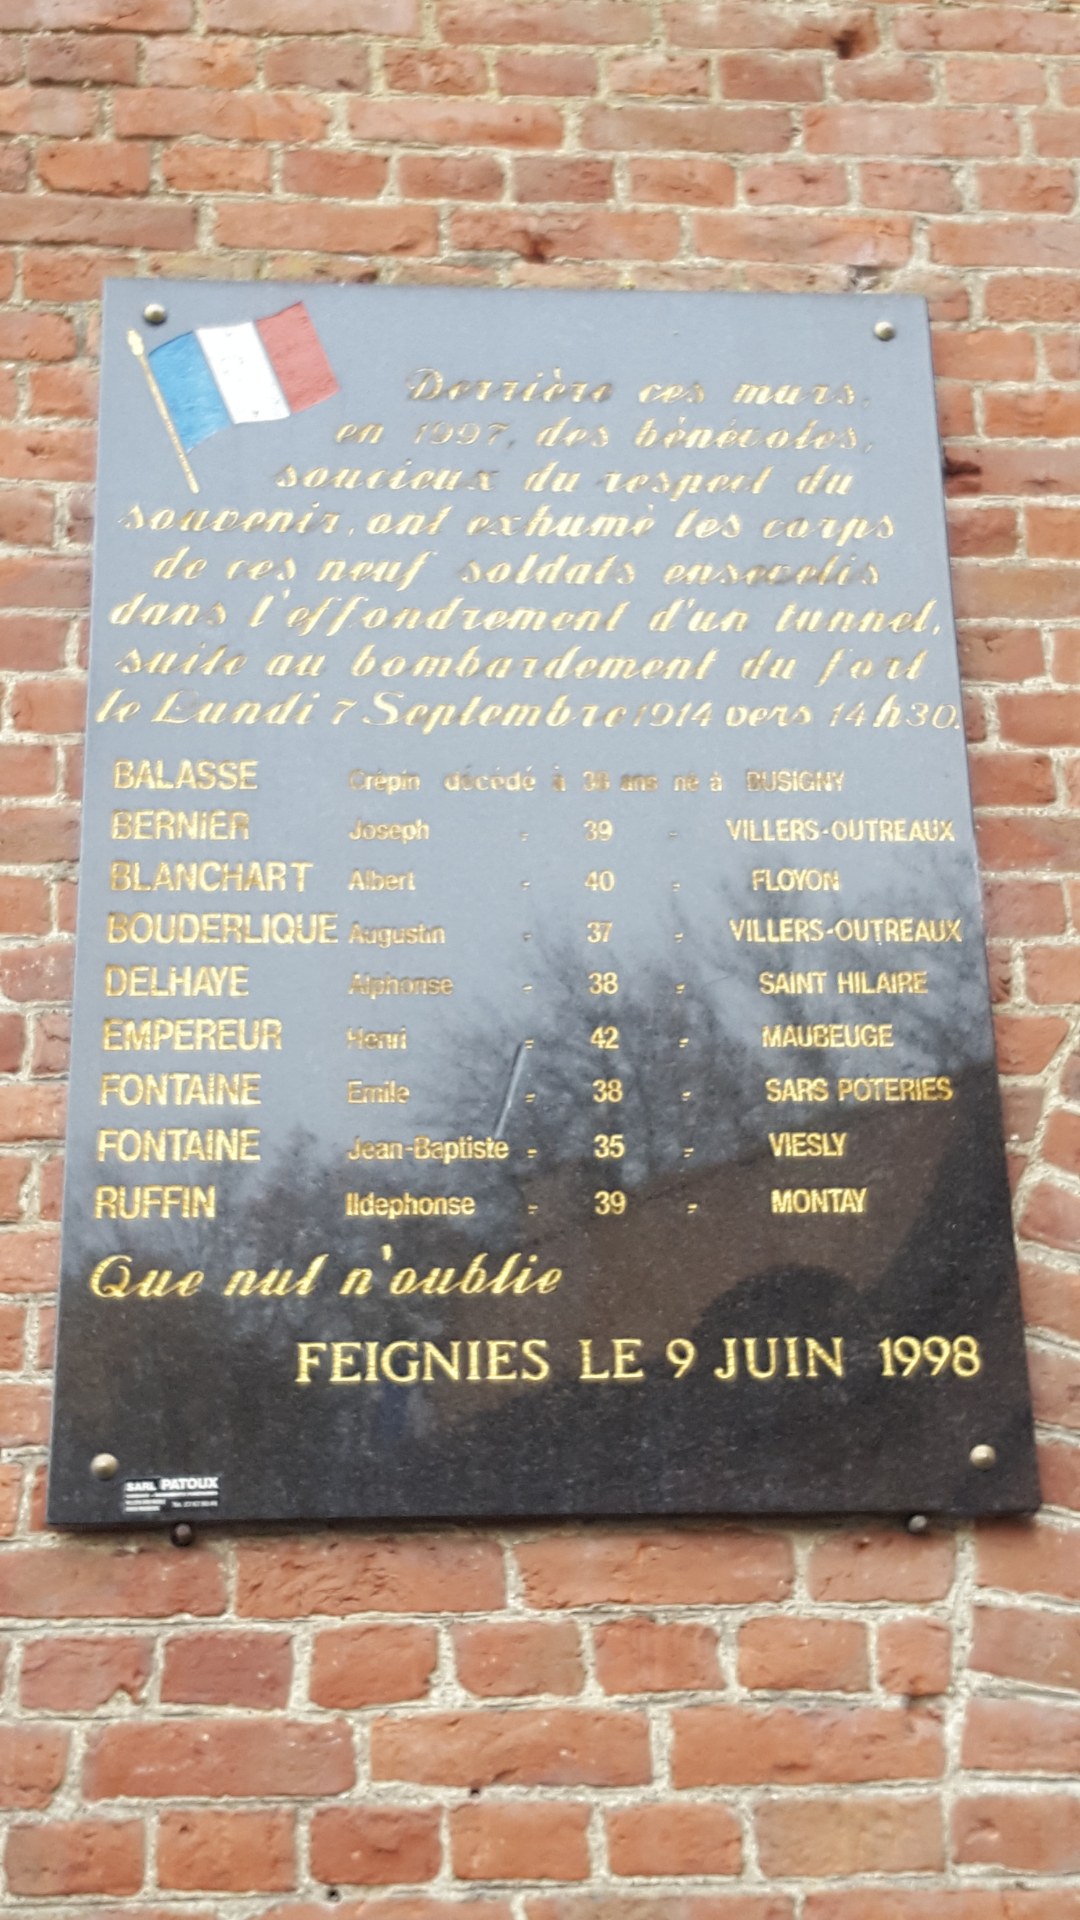 Derrière ces murs,
en 1997, des bénévoles,
soucieux du respect du
souvenir, ont exhumé les corps
de ces neuf soldats ensevelis
dans l'effondrement d'un tunnel,
suite au bombardement du fort
le Lundi 7 Septembre 1914 vers 14h30.
BALASSE Crépin décédé à 38 ans né à BUSIGNY
BERNIER Joseph - 39 - VILLERS-OUTREAUX
BLANCHART Albert - 40 - FLOYON
BOUDERLIQUE Augustin - 37 - VILLERS-OUTREAUX
DELHAYE Alphonse - 38 - SAINT HILAIRE
EMPEREUR Henri - 42 - MAUBEUGE
FONTAINE Emile - 38 - SARS POTERIES
FONTAINE Jean-Baptiste - 35 - VIESLY
RUFFIN Ildephonse - 39 - MONTAY
Que nul n'oublie
FEIGNIES LE 9 JUIN 1998
SARL PATOUX